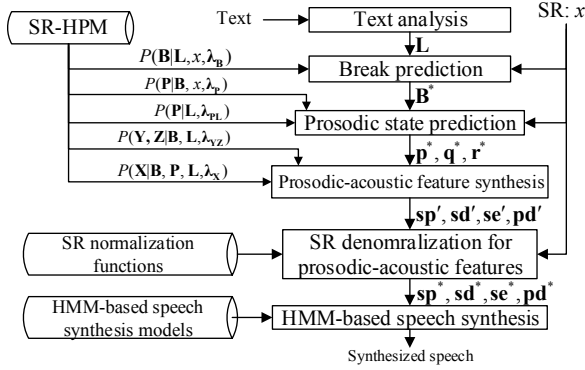 SR-HPM
Text
Text analysis
SR: x
L
P(B|L,x,λB)
Break prediction
P(P|B, x,λP)
B*
P(P|L,λPL)
Prosodic state prediction
P(Y, Z|B, L,λYZ)
p*, q*, r*
P(X|B, P, L,λX)
Prosodic-acoustic feature synthesis
sp′, sd′, se′, pd′
SR normalization
functions
SR denomralization for
prosodic-acoustic features
sp*, sd*, se*, pd*
HMM-based speech
synthesis models
HMM-based speech synthesis
Synthesized speech